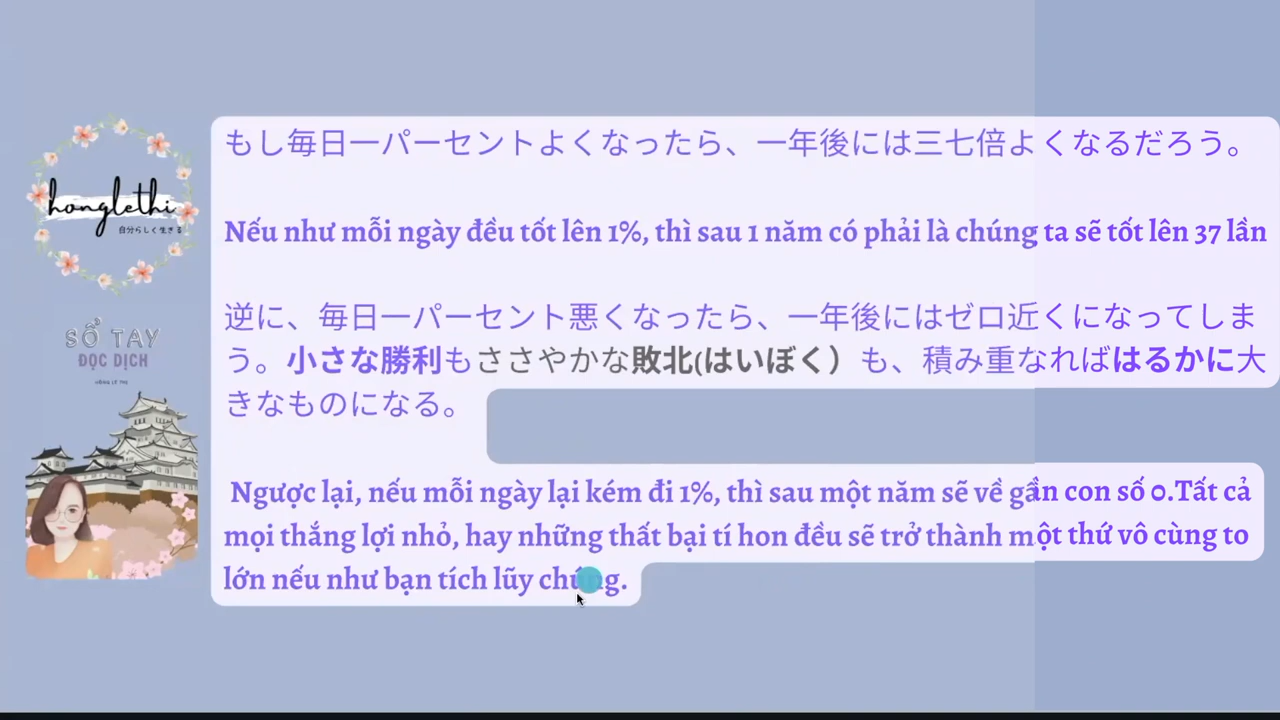 honglethi
自分らしく生きる
SỔ TAY
ĐỌC DỊCH
HỒNG LÊ THỊ
もし毎日一パーセントよくなったら、一年後には三七倍よくなるだろう。
Nếu như mỗi ngày đều tốt lên 1%, thì sau 1 năm có phải là chúng ta sẽ tốt lên 37 lần
逆に、毎日一パーセント悪くなったら、一年後にはゼロ近くになってしま
う。小さな勝利もささやかな敗北(はいぼく）も、積み重なればはるかに大
きなものになる。
Ngược lại, nếu mỗi ngày lại kém đi 1%, thì sau một năm sẽ về gần con số 0.Tất cả
mọi thắng lợi nhỏ, hay những thất bại tí hon đều sẽ trở thành một thứ vô cùng to
lớn nếu như bạn tích lũy chúng.